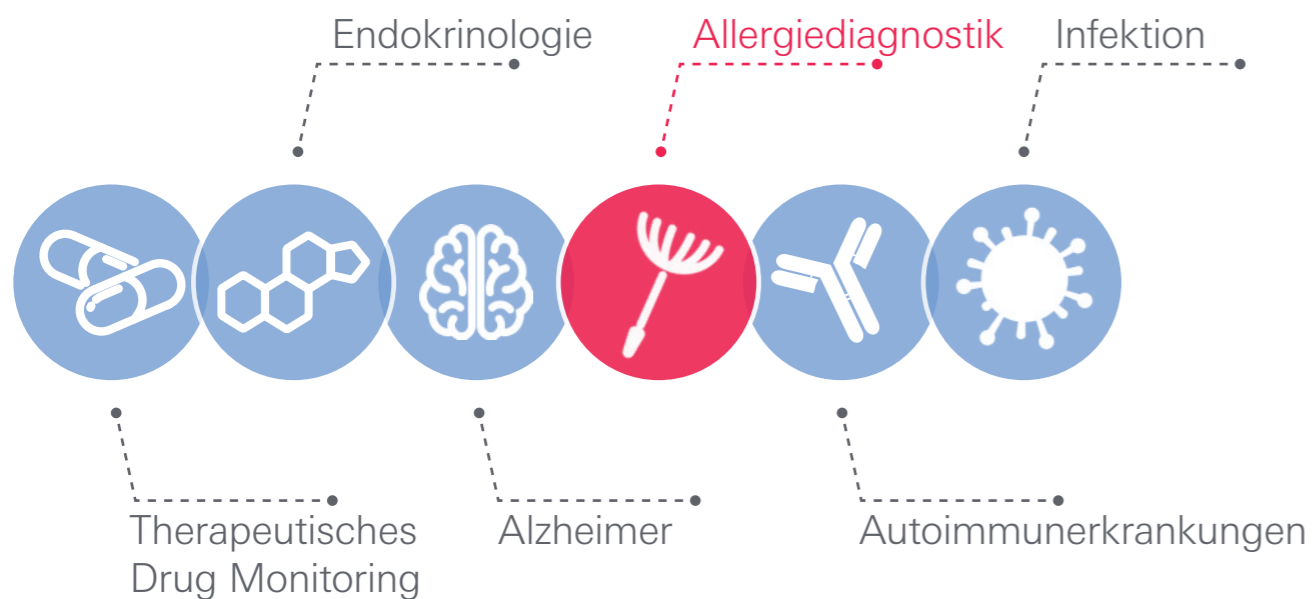 Endokrinologie
Allergiediagnostik
Infektion
Therapeutisches
Drug Monitoring
Alzheimer
Autoimmunerkrankungen